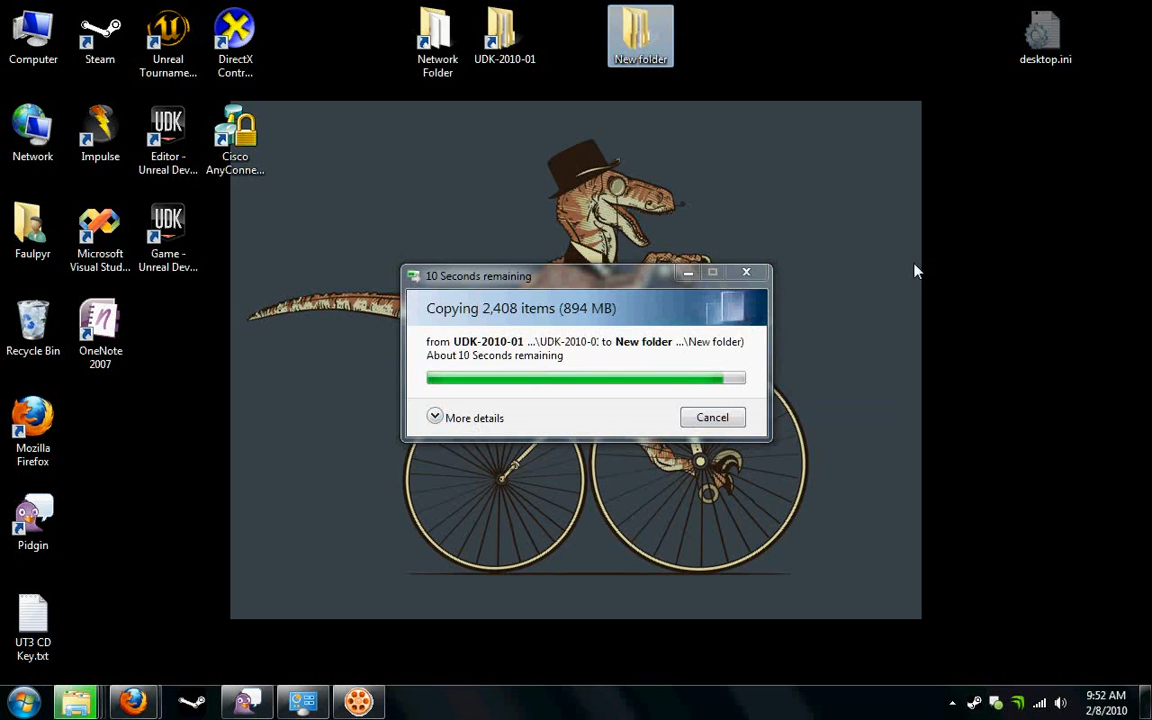 Computer
Steam
Unreal
Tourname...
DirectX
Contr...
Network
Folder
UDK-2010-01
New folder
desktop.ini
Network
Impulse
UDK
Editor -
Unreal Dev...
Cisco
AnyConne...
Faulpyr
Microsoft
Visual Stud...
UDK
Game -
Unreal Dev...
10 Seconds remaining
Copying 2,408 items (894 MB)
from UDK-2010-01 ...\UDK-2010-0: to New folder ...\New folder)
About 10 Seconds remaining
More details
Cancel
Recycle Bin
OneNote
2007
Mozilla
Firefox
Pidgin
UT3 CD
Key.txt
9:52 AM
2/8/2010